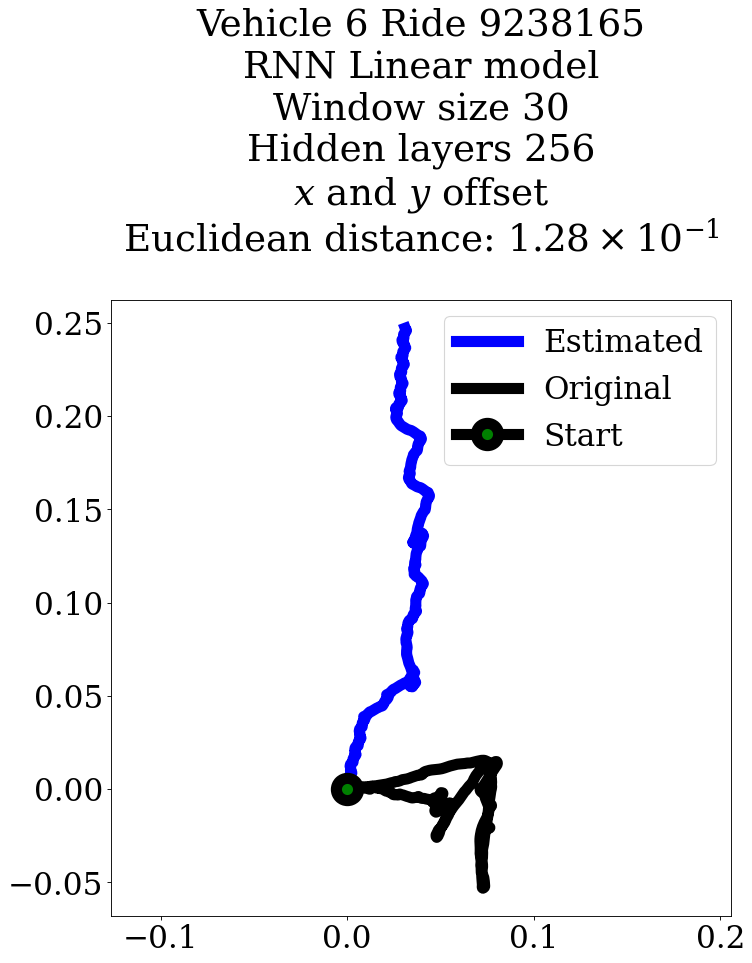 Vehicle 6 Ride 9238165
RNN Linear model
Window size 30
Hidden layers 256
x and y offset
Euclidean distance: 1.28 × 10⁻¹
Estimated
Original
Start
0.25
0.20
0.15
0.10
0.05
0.00
−0.05
−0.1
0.0
0.1
0.2